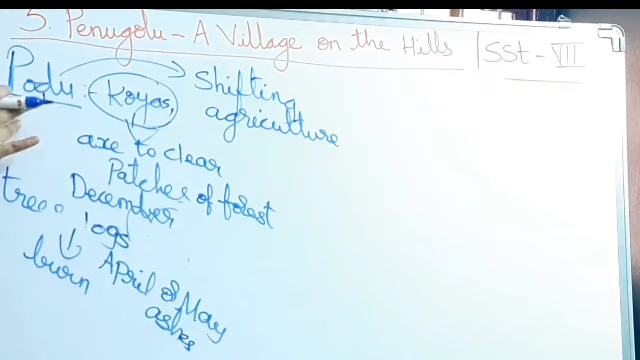 5. Penugolu - A Village on the Hills | SSt - VII
Podu :- Koyas, Shifting
agriculture
axe to clear
Patches of forest
December
tree logs
burn April & May
ashes